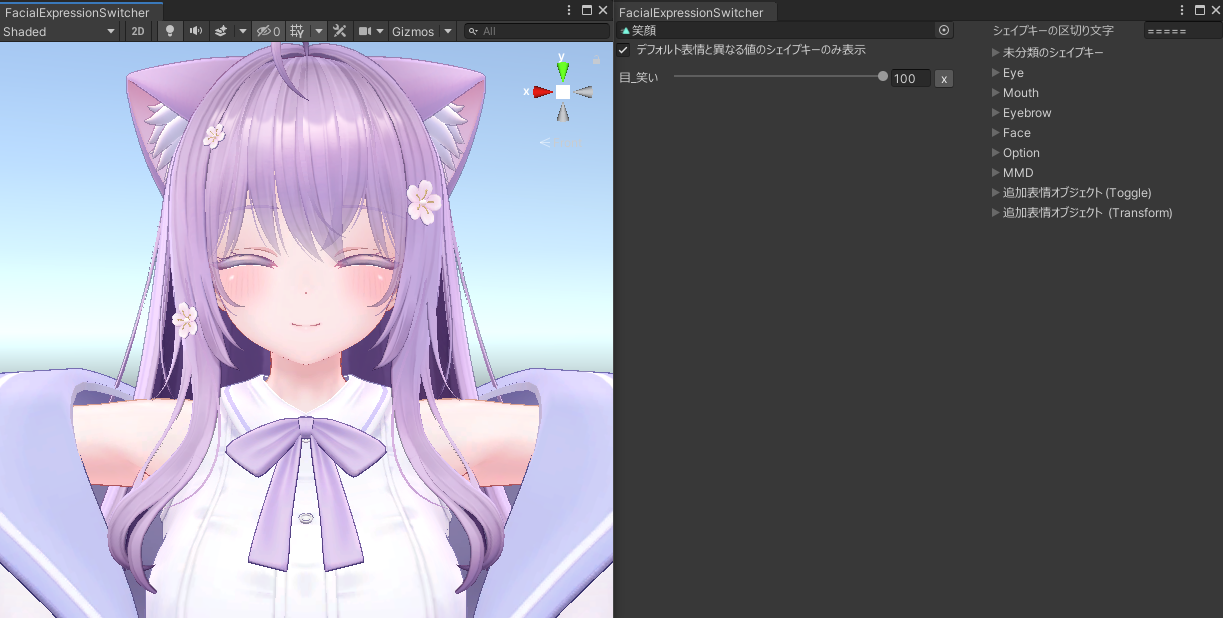 FacialExpressionSwitcher
Shaded
2D
0
Gizmos
All
y
x
FacialExpressionSwitcher
笑顔
デフォルト表情と異なる値のシェイプキーのみ表示
目_笑い
100
x
シェイプキーの区切り文字
=====
未分類のシェイプキー
Eye
Mouth
Eyebrow
Face
Option
MMD
追加表情オブジェクト(Toggle)
追加表情オブジェクト (Transform)